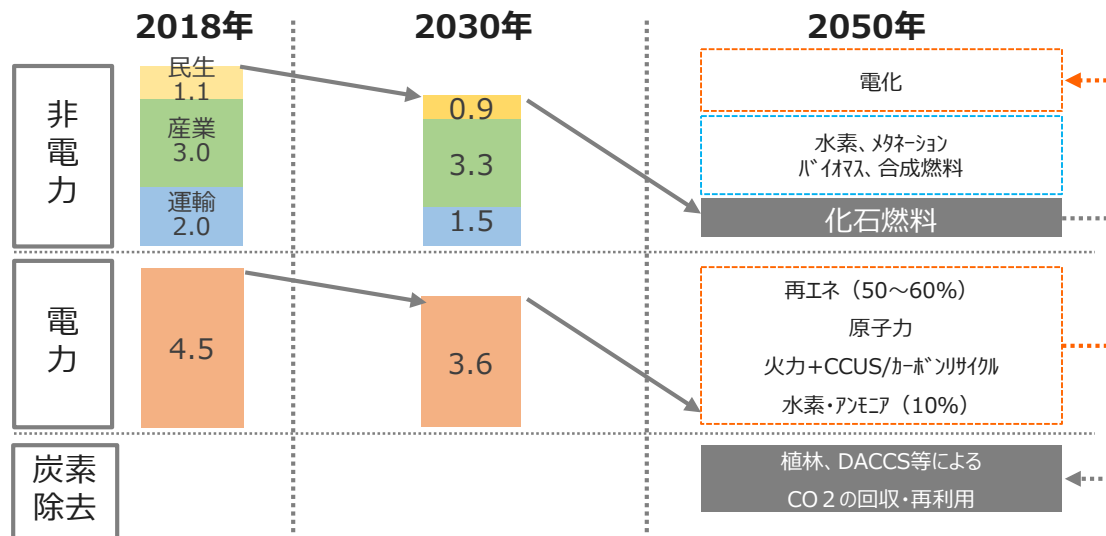 2018年
2030年
2050年
非
電
力
民生
1.1
産業
3.0
運輸
2.0
0.9
3.3
1.5
電化
水素、ﾒﾀﾈｰｼｮﾝ
ﾊﾞｲｵﾏｽ、合成燃料
化石燃料
電
力
4.5
3.6
再エネ（50～60%）
原子力
火力+CCUS/ｶｰﾎﾞﾝﾘｻｲｸﾙ
水素・ｱﾝﾓﾆｱ（10%）
炭素
除去
植林、DACCS等による
CO２の回収・再利用